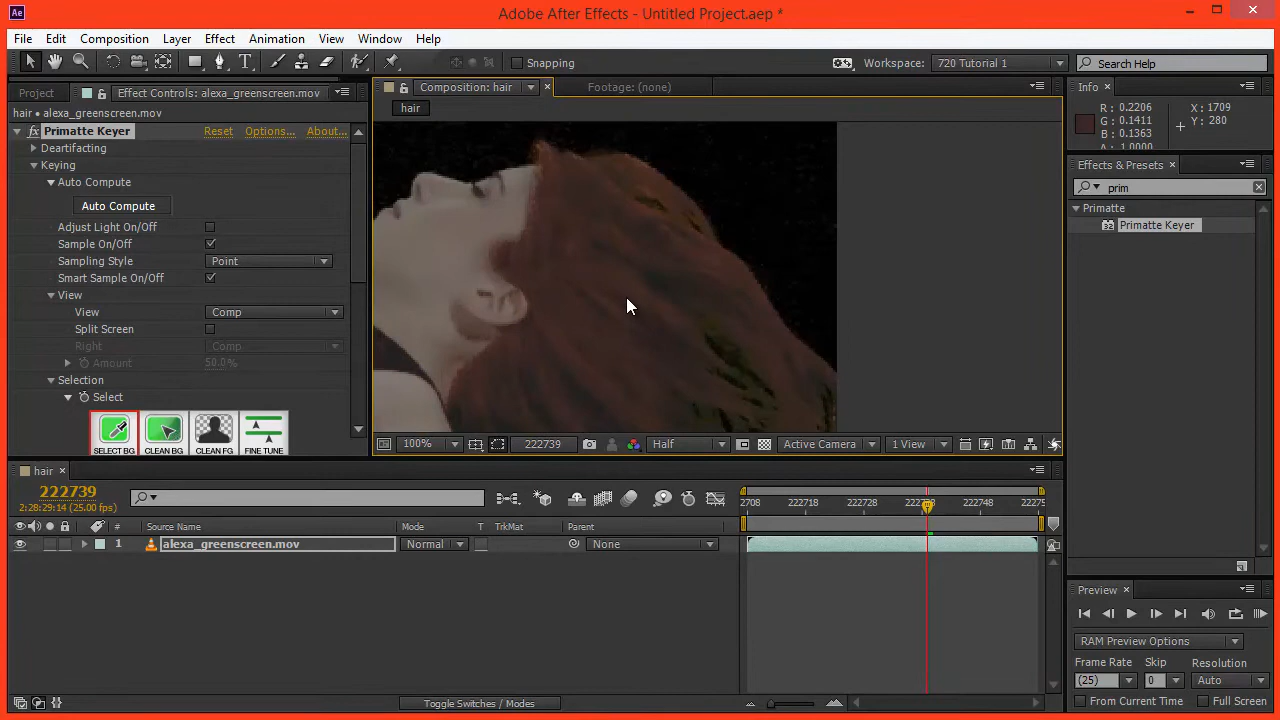 Ae
Adobe After Effects - Untitled Project.aep *
File Edit Composition Layer Effect Animation View Window Help
Snapping
Workspace: 720 Tutorial 1
Search Help
Project
Effect Controls: alexa_greenscreen.mov
Composition: hair
Footage: (none)
Info
hair • alexa_greenscreen.mov
hair
R: 0.2206
G: 0.1411
B: 0.1363
A: 1.0000
X: 1709
Y: 280
fx Primatte Keyer Reset Options... About...
Deartifacting
Keying
Auto Compute
Auto Compute
Adjust Light On/Off
Sample On/Off
Sampling Style Point
Smart Sample On/Off
View
View Comp
Split Screen
Right Comp
Amount 50.0%
Selection
Select
SELECT BG CLEAN BG CLEAN FG FINE TUNE
Effects & Presets
prim
Primatte
32 Primatte Keyer
100% 222739 Half Active Camera 1 View
hair
222739
2:28:29:14 (25.00 fps)
2708 222718 222728 222748
# Source Name Mode T TrkMat Parent
1 alexa_greenscreen.mov Normal None
Toggle Switches / Modes
Preview
RAM Preview Options
Frame Rate Skip Resolution
(25) 0 Auto
From Current Time Full Screen